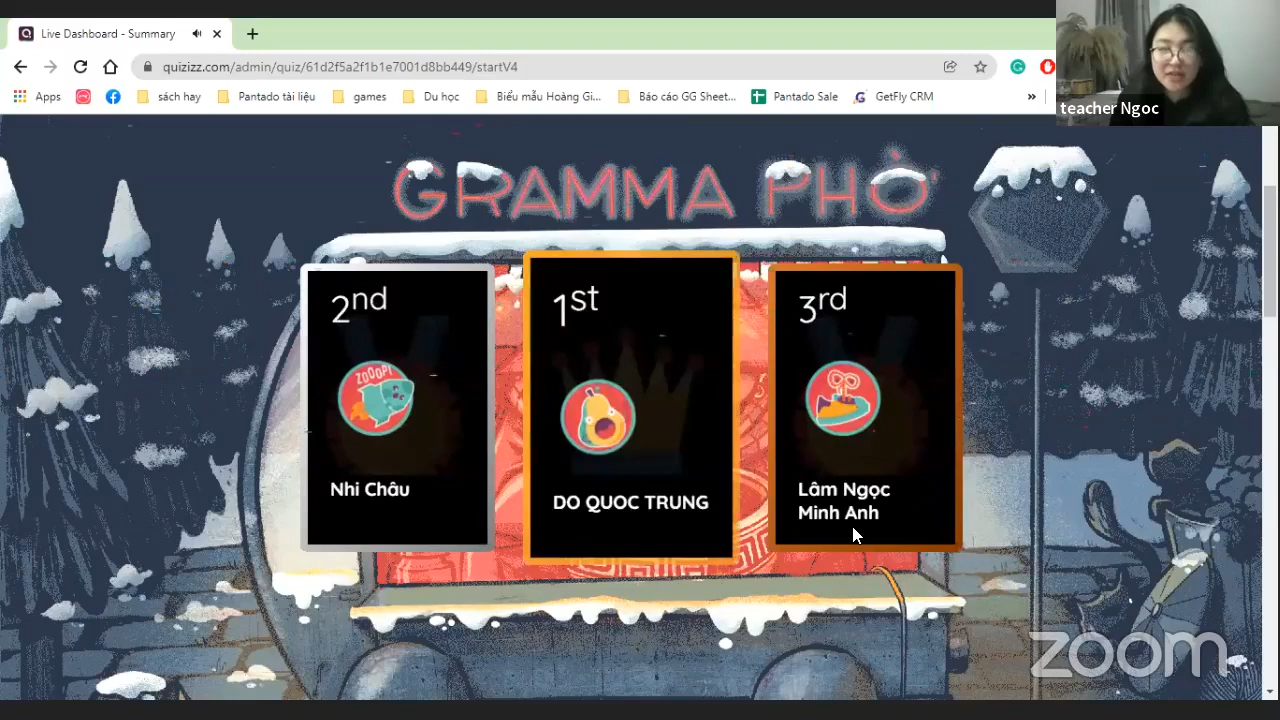 Live Dashboard - Summary
quizizz.com/admin/quiz/61d2f5a2f1b1e7001d8bb449/startV4
Apps
sách hay
Pantado tài liệu
games
Du học
Biểu mẫu Hoàng Gi...
Báo cáo GG Sheet...
Pantado Sale
GetFly CRM
»
teacher Ngoc
GRAMMA PHỞ
2nd
ZOOOP!
Nhi Châu
1st
DO QUOC TRUNG
3rd
Lâm Ngọc
Minh Anh
zoom